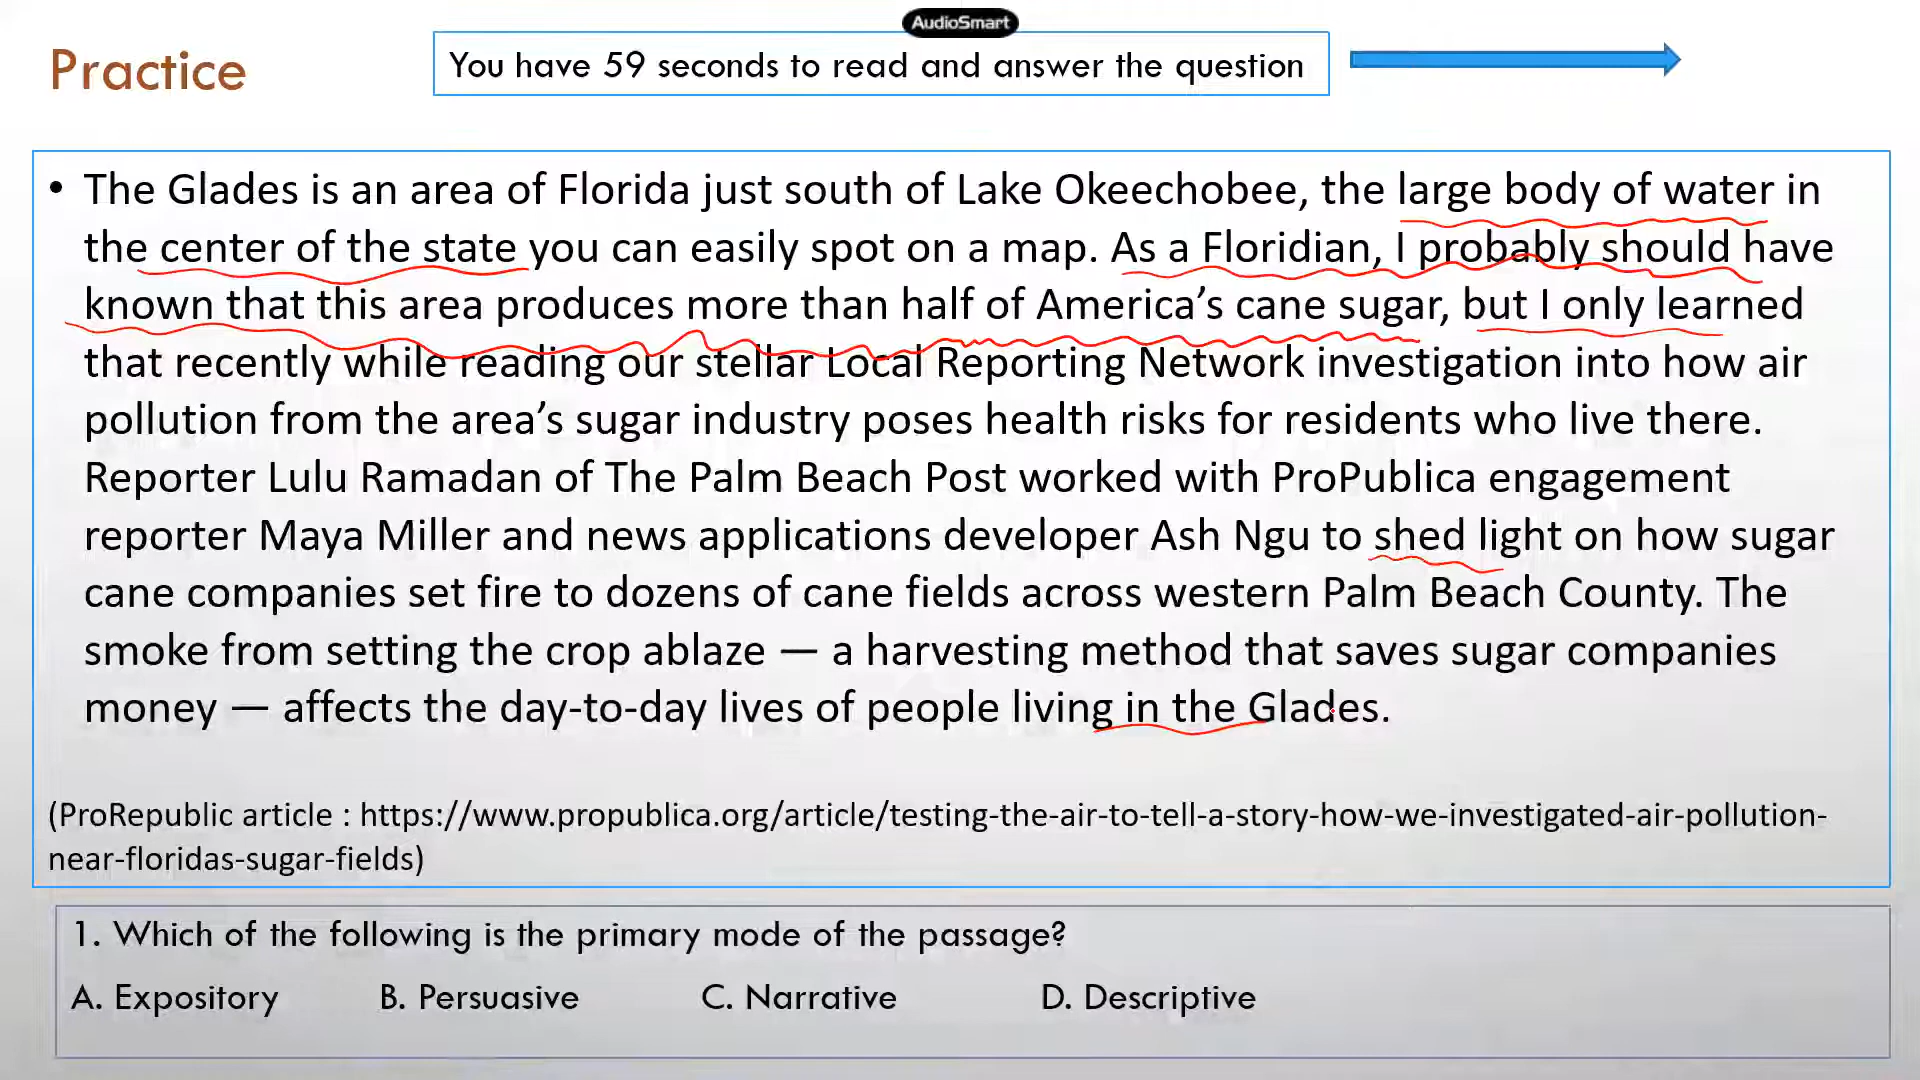 AudioSmart
Practice
You have 59 seconds to read and answer the question
• The Glades is an area of Florida just south of Lake Okeechobee, the large body of water in
the center of the state you can easily spot on a map. As a Floridian, I probably should have
known that this area produces more than half of America’s cane sugar, but I only learned
that recently while reading our stellar Local Reporting Network investigation into how air
pollution from the area’s sugar industry poses health risks for residents who live there.
Reporter Lulu Ramadan of The Palm Beach Post worked with ProPublica engagement
reporter Maya Miller and news applications developer Ash Ngu to shed light on how sugar
cane companies set fire to dozens of cane fields across western Palm Beach County. The
smoke from setting the crop ablaze — a harvesting method that saves sugar companies
money — affects the day-to-day lives of people living in the Glades.
(ProRepublic article : https://www.propublica.org/article/testing-the-air-to-tell-a-story-how-we-investigated-air-pollution-
near-floridas-sugar-fields)
1. Which of the following is the primary mode of the passage?
A. Expository B. Persuasive C. Narrative D. Descriptive